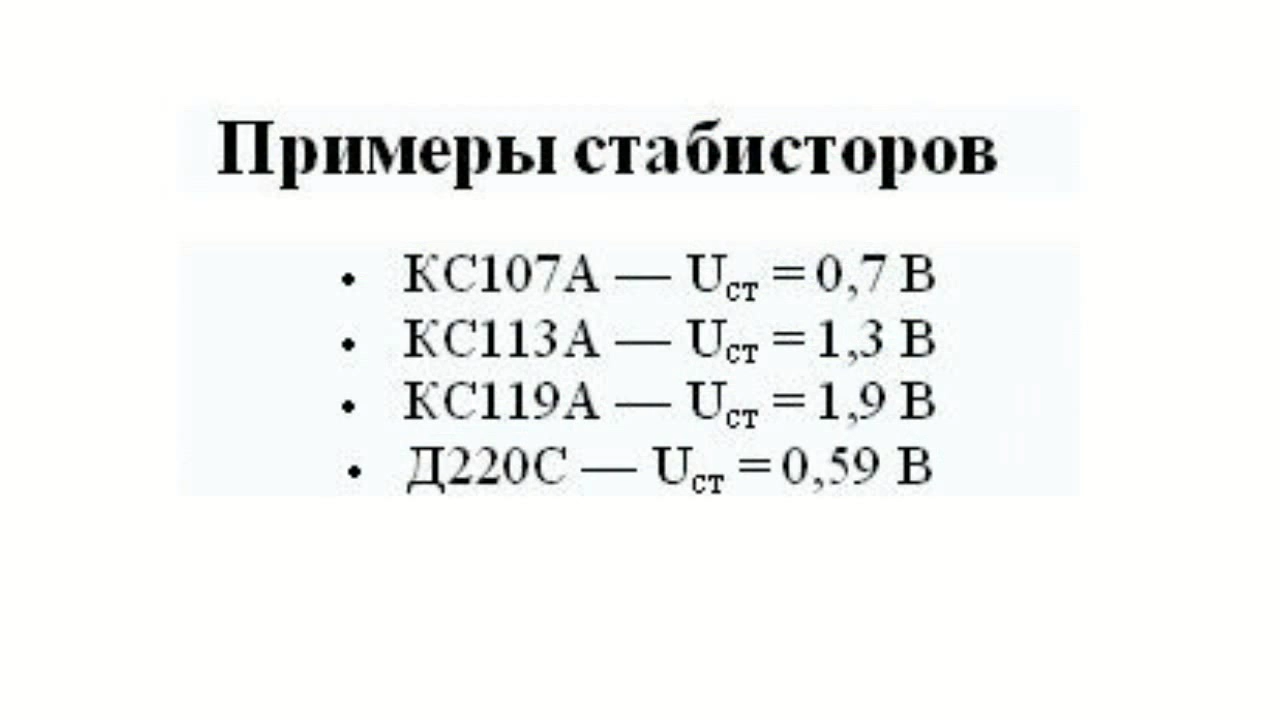 Примеры стабисторов
• КС107А — Uст = 0,7 В
• КС113А — Uст = 1,3 В
• КС119А — Uст = 1,9 В
• Д220С — Uст = 0,59 В